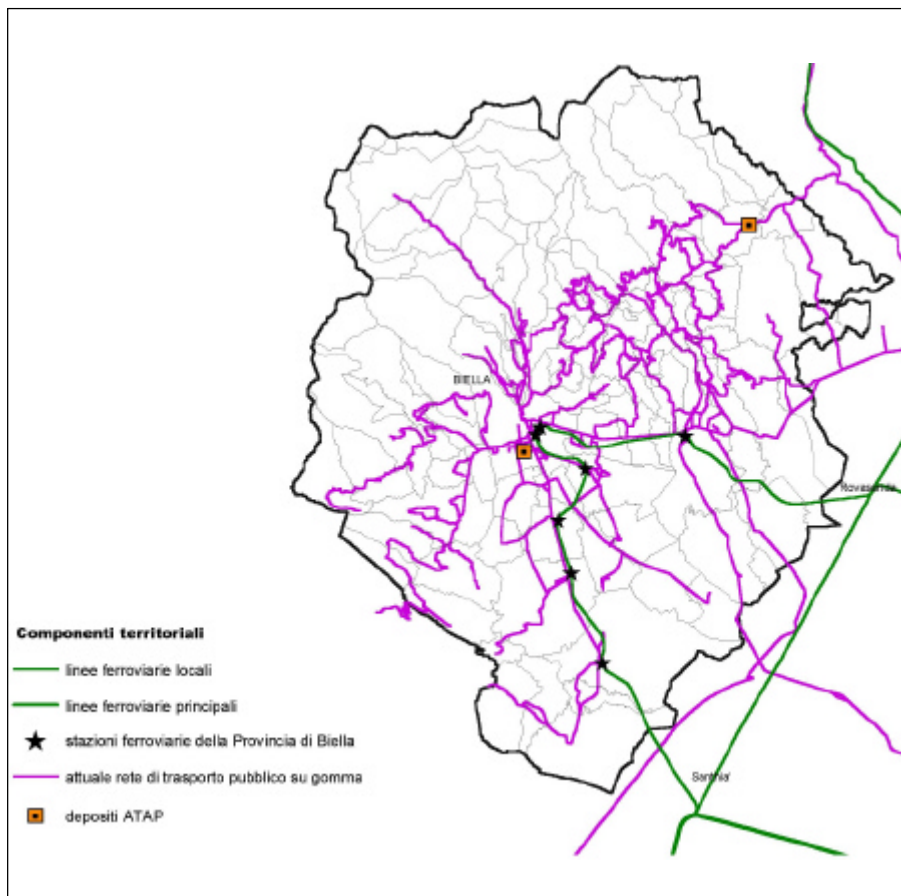 BIELLA
Rovasenda
Santhia'
Componenti territoriali
linee ferroviarie locali
linee ferroviarie principali
stazioni ferroviarie della Provincia di Biella
attuale rete di trasporto pubblico su gomma
depositi ATAP